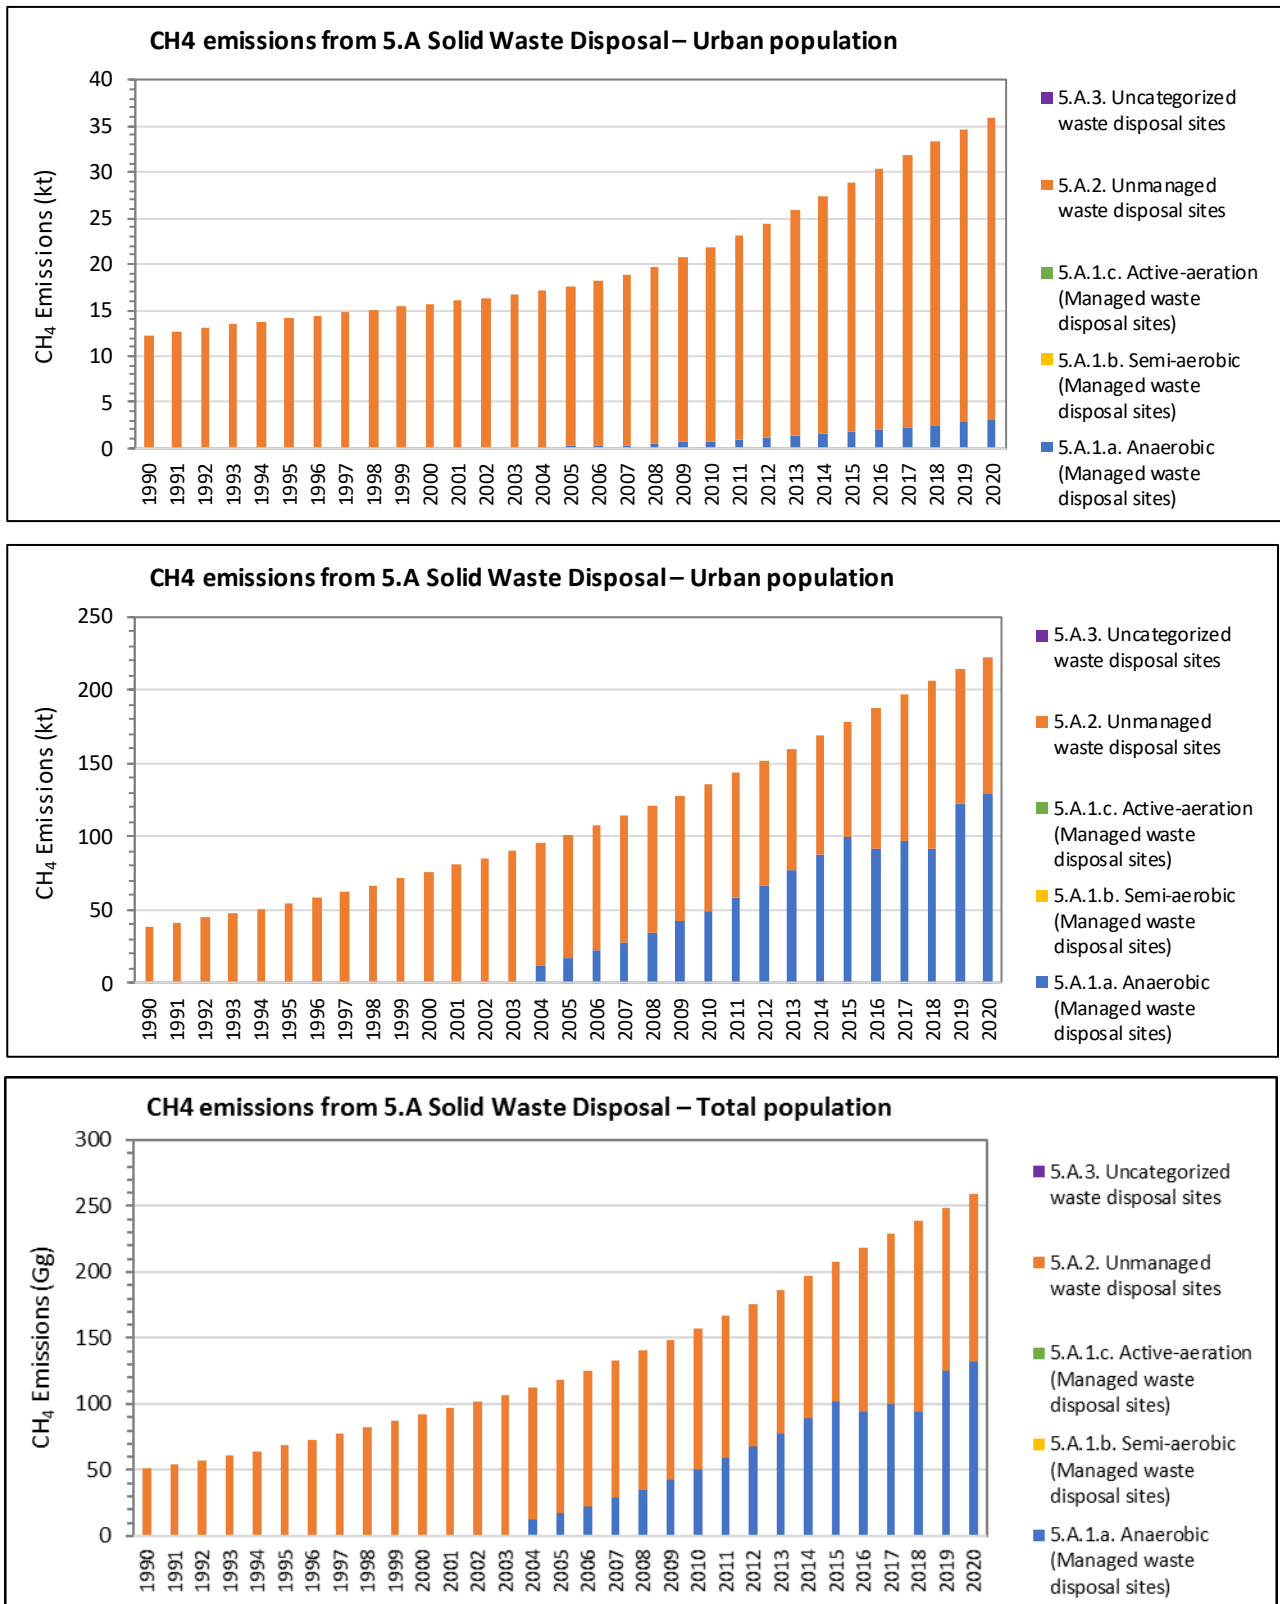 CH4 emissions from 5.A Solid Waste Disposal – Urban population
CH₄ Emissions (kt)
40
35
30
25
20
15
10
5
0
1990 1991 1992 1993 1994 1995 1996 1997 1998 1999 2000 2001 2002 2003 2004 2005 2006 2007 2008 2009 2010 2011 2012 2013 2014 2015 2016 2017 2018 2019 2020
5.A.3. Uncategorized
waste disposal sites
5.A.2. Unmanaged
waste disposal sites
5.A.1.c. Active-aeration
(Managed waste
disposal sites)
5.A.1.b. Semi-aerobic
(Managed waste
disposal sites)
5.A.1.a. Anaerobic
(Managed waste
disposal sites)
CH4 emissions from 5.A Solid Waste Disposal – Urban population
CH₄ Emissions (kt)
250
200
150
100
50
0
1990 1991 1992 1993 1994 1995 1996 1997 1998 1999 2000 2001 2002 2003 2004 2005 2006 2007 2008 2009 2010 2011 2012 2013 2014 2015 2016 2017 2018 2019 2020
5.A.3. Uncategorized
waste disposal sites
5.A.2. Unmanaged
waste disposal sites
5.A.1.c. Active-aeration
(Managed waste
disposal sites)
5.A.1.b. Semi-aerobic
(Managed waste
disposal sites)
5.A.1.a. Anaerobic
(Managed waste
disposal sites)
CH4 emissions from 5.A Solid Waste Disposal – Total population
CH₄ Emissions (Gg)
300
250
200
150
100
50
0
1990 1991 1992 1993 1994 1995 1996 1997 1998 1999 2000 2001 2002 2003 2004 2005 2006 2007 2008 2009 2010 2011 2012 2013 2014 2015 2016 2017 2018 2019 2020
5.A.3. Uncategorized
waste disposal sites
5.A.2. Unmanaged
waste disposal sites
5.A.1.c. Active-aeration
(Managed waste
disposal sites)
5.A.1.b. Semi-aerobic
(Managed waste
disposal sites)
5.A.1.a. Anaerobic
(Managed waste
disposal sites)